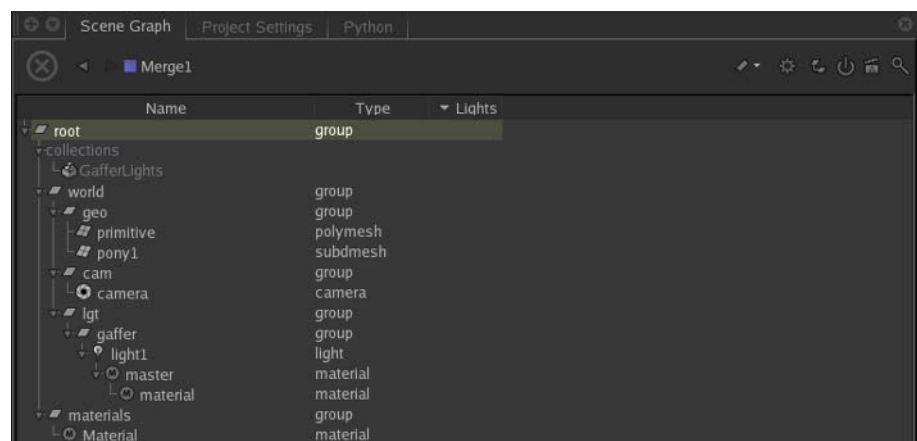 Scene Graph Project Settings Python
Merge1
Name Type Lights
root group
collections
GafferLights
world group
geo group
primitive polymesh
pony1 subdmesh
cam group
camera camera
lgt group
gaffer group
light1 light
master material
material material
materials group
Material material